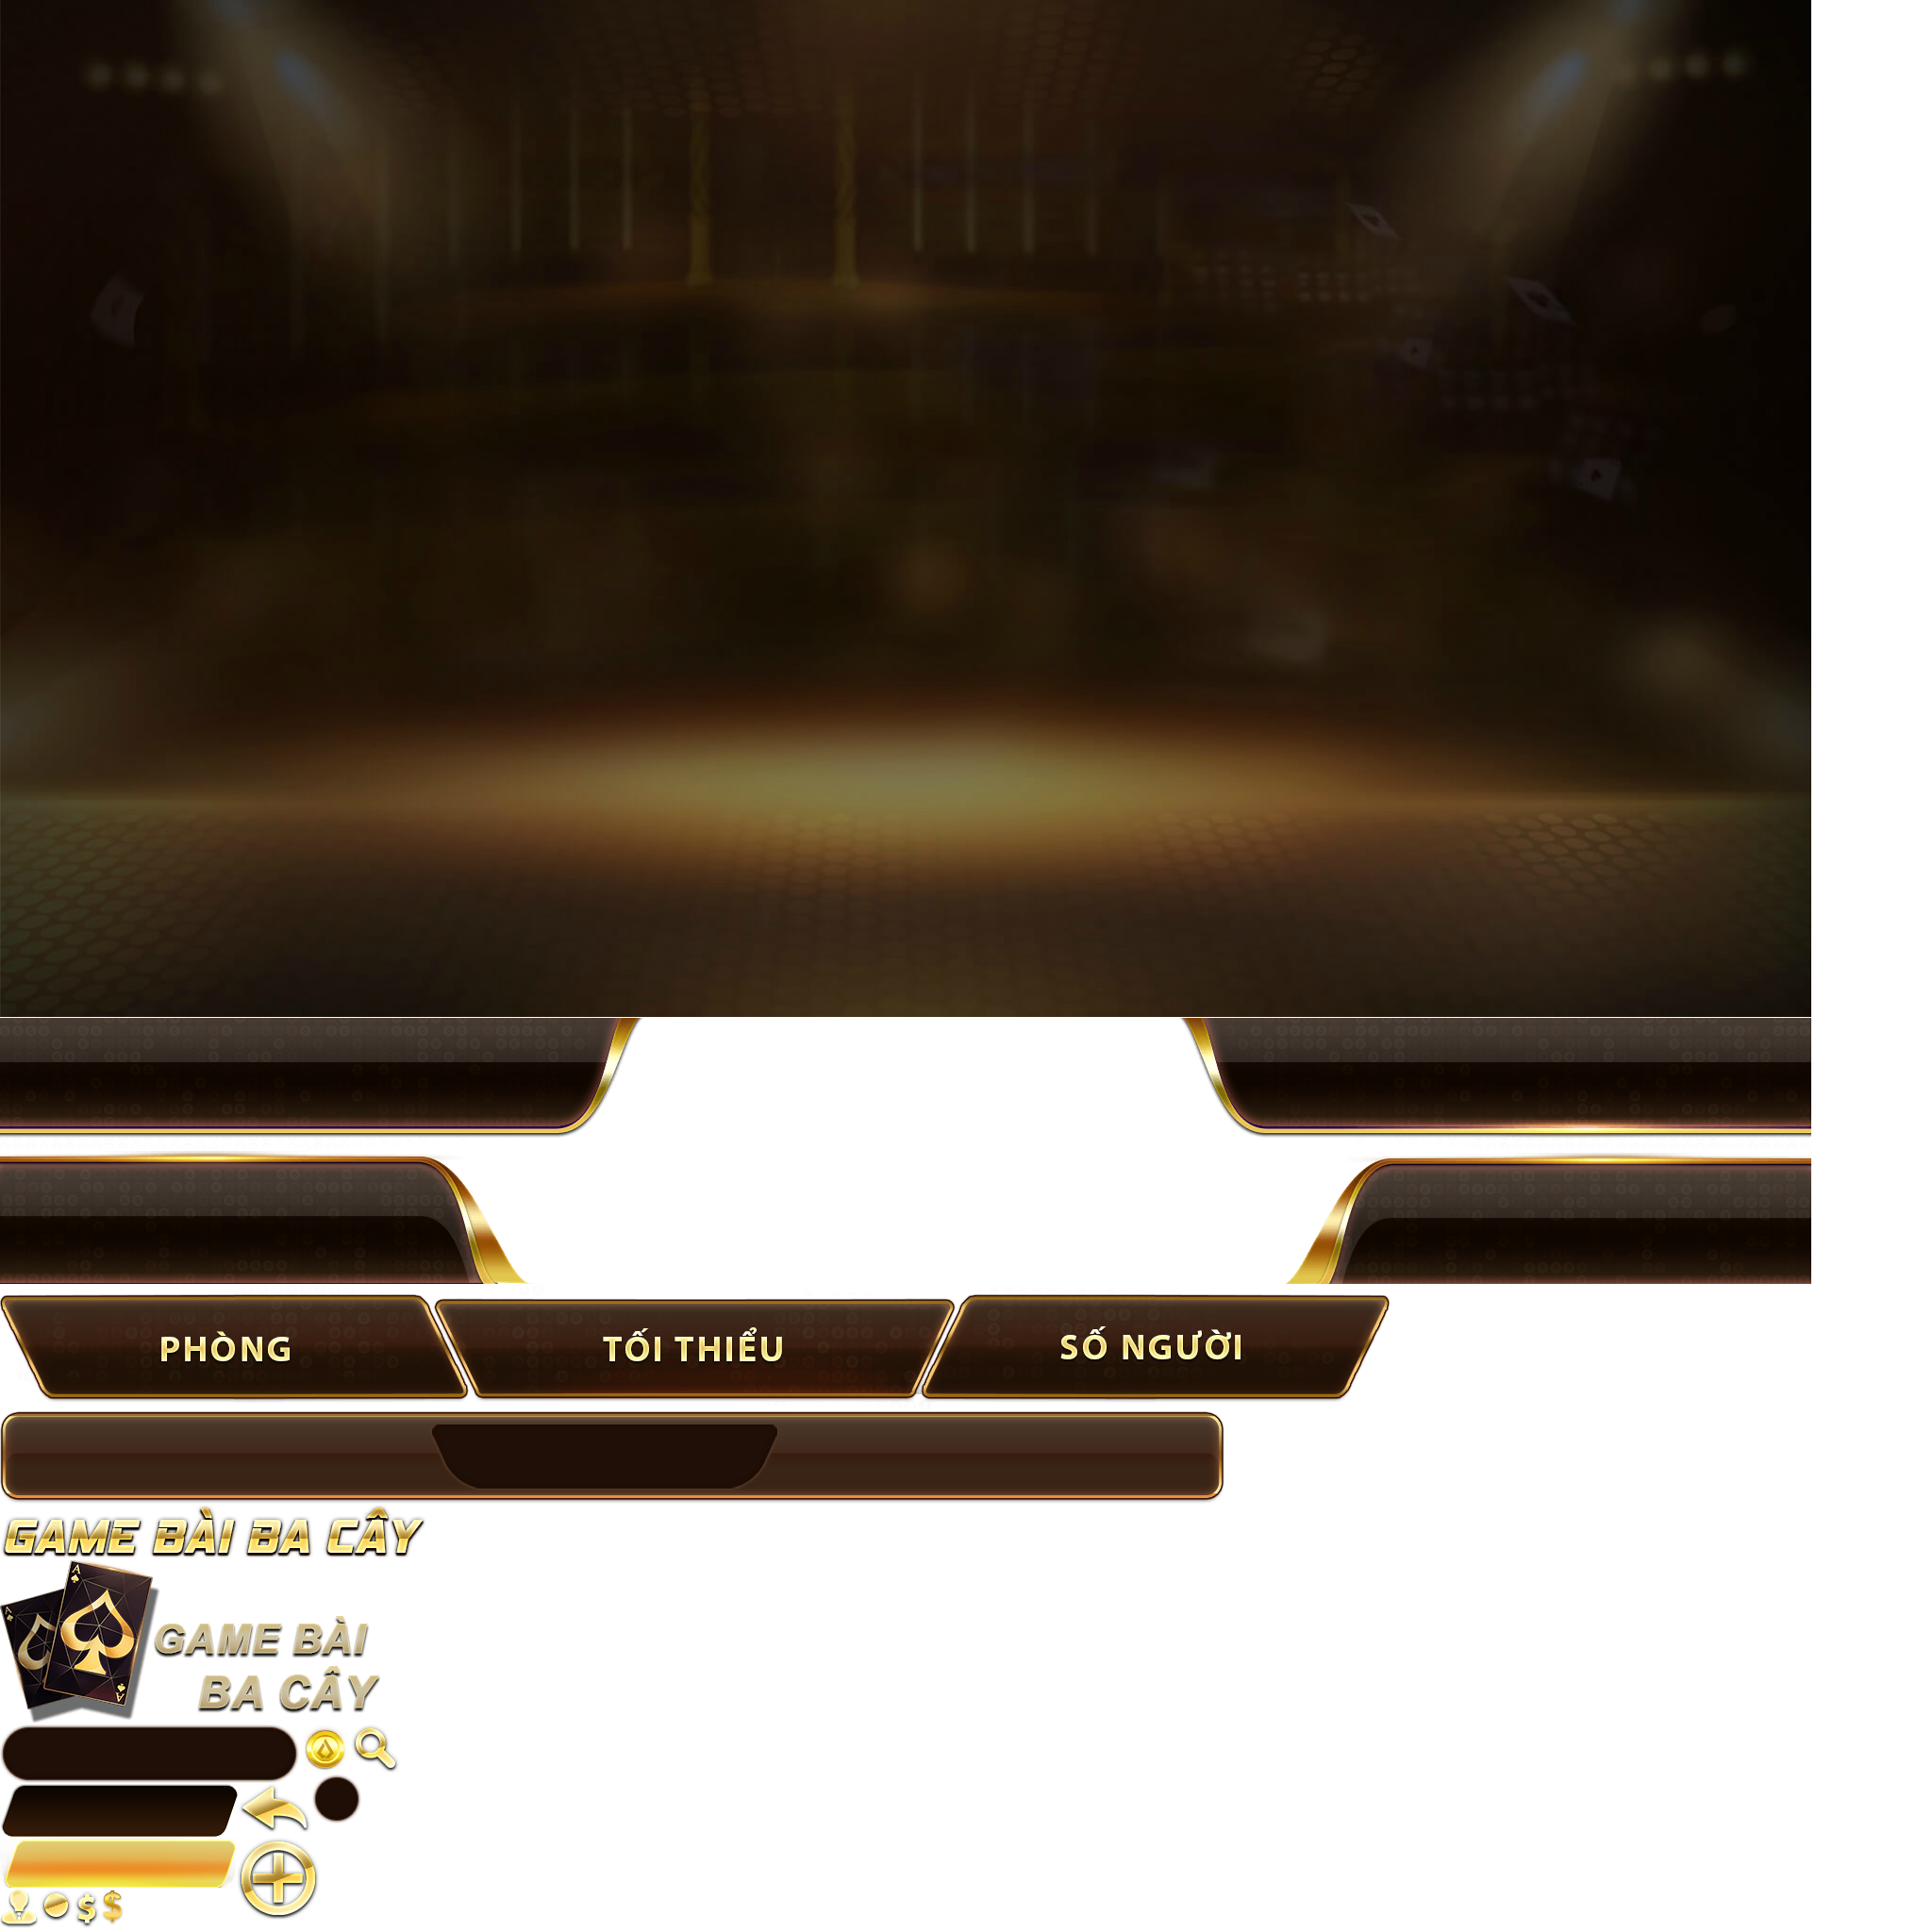 PHÒNG
TỐI THIỂU
SỐ NGƯỜI
GAME BÀI BA CÂY
A
A
A
GAME BÀI
BA CÂY
$
$